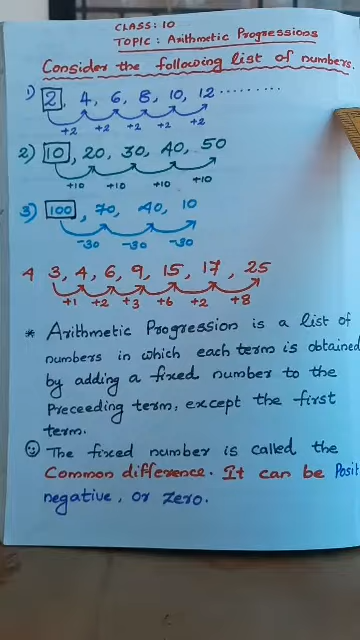 CLASS: 10
TOPIC : Arithmetic Progressions
Consider the following list of numbers.
1) 2, 4, 6, 8, 10, 12 .........
+2 +2 +2 +2 +2
2) 10, 20, 30, 40, 50
+10 +10 +10 +10
3) 100, 70, 40, 10
-30 -30 -30
4 3, 4, 6, 9, 15, 17, 25
+1 +2 +3 +6 +2 +8
* Arithmetic Progression is a list of
numbers in which each term is obtained
by adding a fixed number to the
Preceeding term, except the first
term.
☺ The fixed number is called the
Common difference. It can be Posit
negative, or zero.